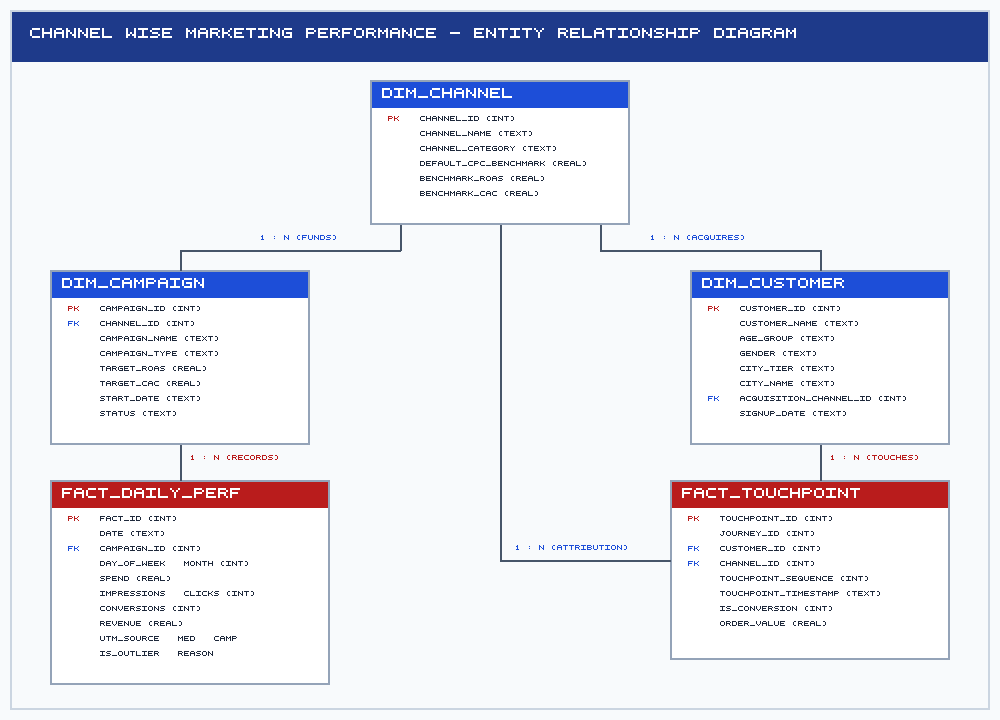 CHANNEL WISE MARKETING PERFORMANCE — ENTITY RELATIONSHIP DIAGRAM
DIM_CHANNEL
PK CHANNEL_ID (INT)
CHANNEL_NAME (TEXT)
CHANNEL_CATEGORY (TEXT)
DEFAULT_CPC_BENCHMARK (REAL)
BENCHMARK_ROAS (REAL)
BENCHMARK_CAC (REAL)
1 : N (FUNDS)
1 : N (ACQUIRES)
DIM_CAMPAIGN
PK CAMPAIGN_ID (INT)
FK CHANNEL_ID (INT)
CAMPAIGN_NAME (TEXT)
CAMPAIGN_TYPE (TEXT)
TARGET_ROAS (REAL)
TARGET_CAC (REAL)
START_DATE (TEXT)
STATUS (TEXT)
DIM_CUSTOMER
PK CUSTOMER_ID (INT)
CUSTOMER_NAME (TEXT)
AGE_GROUP (TEXT)
GENDER (TEXT)
CITY_TIER (TEXT)
CITY_NAME (TEXT)
FK ACQUISITION_CHANNEL_ID (INT)
SIGNUP_DATE (TEXT)
1 : N (RECORDS)
1 : N (TOUCHES)
FACT_DAILY_PERF
PK FACT_ID (INT)
DATE (TEXT)
FK CAMPAIGN_ID (INT)
DAY_OF_WEEK MONTH (INT)
SPEND (REAL)
IMPRESSIONS CLICKS (INT)
CONVERSIONS (INT)
REVENUE (REAL)
UTM_SOURCE MED CAMP
IS_OUTLIER REASON
1 : N (ATTRIBUTION)
FACT_TOUCHPOINT
PK TOUCHPOINT_ID (INT)
JOURNEY_ID (INT)
FK CUSTOMER_ID (INT)
FK CHANNEL_ID (INT)
TOUCHPOINT_SEQUENCE (INT)
TOUCHPOINT_TIMESTAMP (TEXT)
IS_CONVERSION (INT)
ORDER_VALUE (REAL)